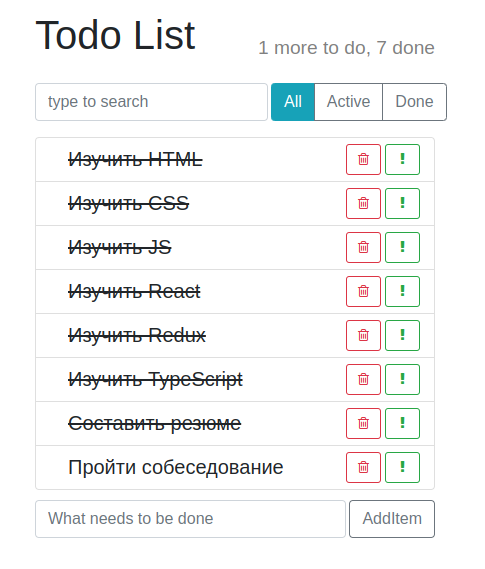 Todo List
1 more to do, 7 done
type to search
All
Active
Done
Изучить HTML
Изучить CSS
Изучить JS
Изучить React
Изучить Redux
Изучить TypeScript
Составить резюме
Пройти собеседование
What needs to be done
AddItem